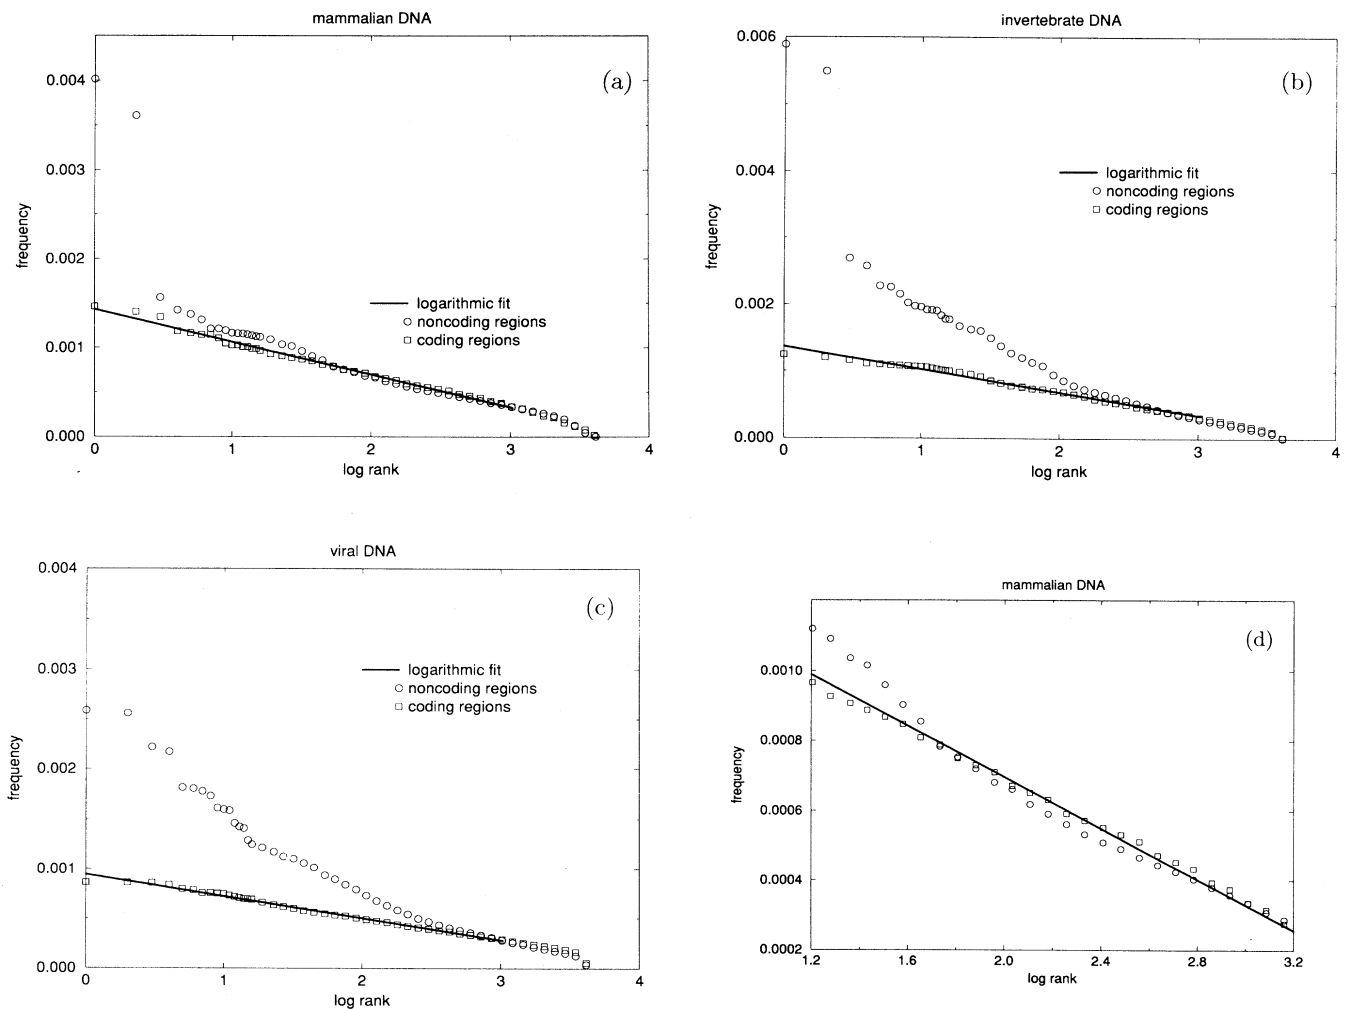 mammalian DNA
(a)
0.004
0.003
0.002
0.001
0.000
frequency
logarithmic fit
noncoding regions
coding regions
0 1 2 3 4
log rank
invertebrate DNA
(b)
0.006
0.004
0.002
0.000
frequency
logarithmic fit
noncoding regions
coding regions
0 1 2 3 4
log rank
viral DNA
(c)
0.004
0.003
0.002
0.001
0.000
frequency
logarithmic fit
noncoding regions
coding regions
0 1 2 3 4
log rank
mammalian DNA
(d)
0.0010
0.0008
0.0006
0.0004
0.0002
frequency
1.2 1.6 2.0 2.4 2.8 3.2
log rank